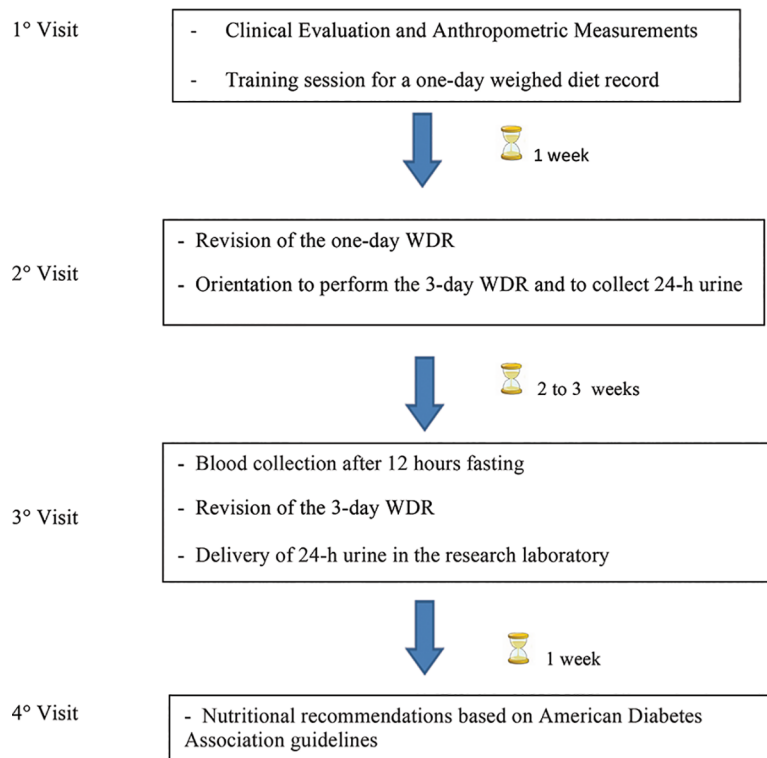 1° Visit
- Clinical Evaluation and Anthropometric Measurements
- Training session for a one-day weighed diet record
1 week
2° Visit
- Revision of the one-day WDR
- Orientation to perform the 3-day WDR and to collect 24-h urine
2 to 3 weeks
3° Visit
- Blood collection after 12 hours fasting
- Revision of the 3-day WDR
- Delivery of 24-h urine in the research laboratory
1 week
4° Visit
- Nutritional recommendations based on American Diabetes
Association guidelines